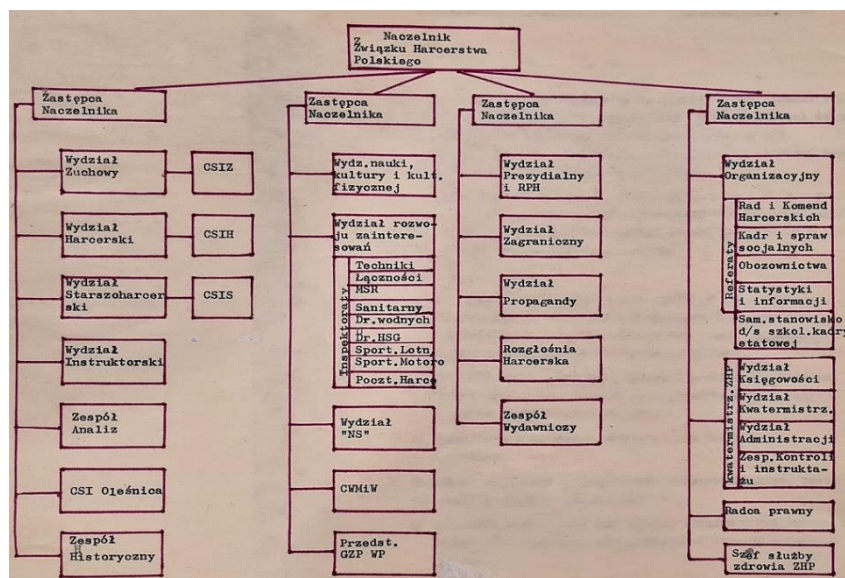 Naczelnik
Związku Harcerstwa
Polskiego
Zastępca
Naczelnika
Wydział
Zuchowy
CSIZ
Wydział
Harcerski
CSIH
Wydział
Starszoharcer
ski
CSIS
Wydział
Instruktorski
Zespół
Analiz
CSI Oleśnica
Zespół
Historyczny
Zastępca
Naczelnika
Wydz.nauki,
kultury i kult.
fizycznej
Wydział rozwo-
ju zaintere-
sowań
Inspektoraty
Techniki
Łączności
MSR
Sanitarny
Dr.wodnych
Dr.HSG
Sport.Lotn.
Sport.Motoro
Poczt.Harce
Wydział
"NS"
CWMiW
Przedst.
GZP WP
Zastępca
Naczelnika
Wydział
Prezydialny
i RPH
Wydział
Zagraniczny
Wydział
Propagandy
Rozgłośnia
Harcerska
Zespół
Wydawniczy
Zastępca
Naczelnika
Wydział
Organizacyjny
Referaty
Rad i Komend
Harcerskich
Kadr i spraw
socjalnych
Obozownictwa
Statystyki
i informacji
Sam.stanowisko
d/s szkol.kadry
etatowej
kwatermistrz.ZHP
Wydział
Księgowości
Wydział
Kwatermistrz.
Wydział
Administracji
Zesp.Kontroli
i instrukta-
żu
Radca prawny
Szef służby
zdrowia ZHP